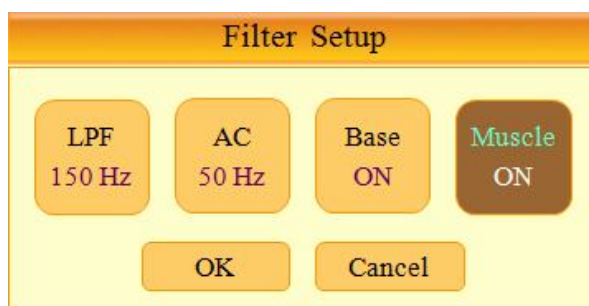 Filter Setup
LPF AC Base Muscle
150 Hz 50 Hz ON ON
OK Cancel